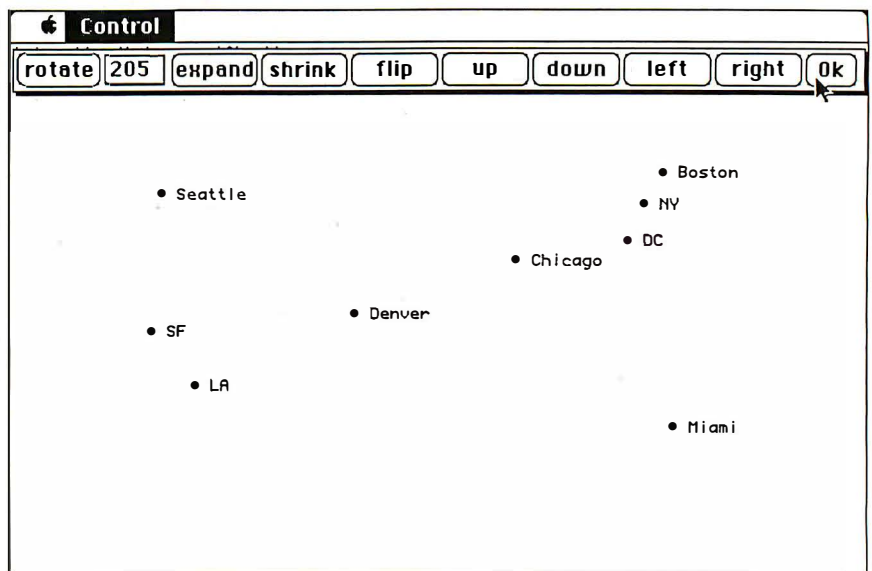 Control
rotate 205 expand shrink flip up down left right Ok
Boston
Seattle
NY
DC
Chicago
Denver
SF
LA
Miami